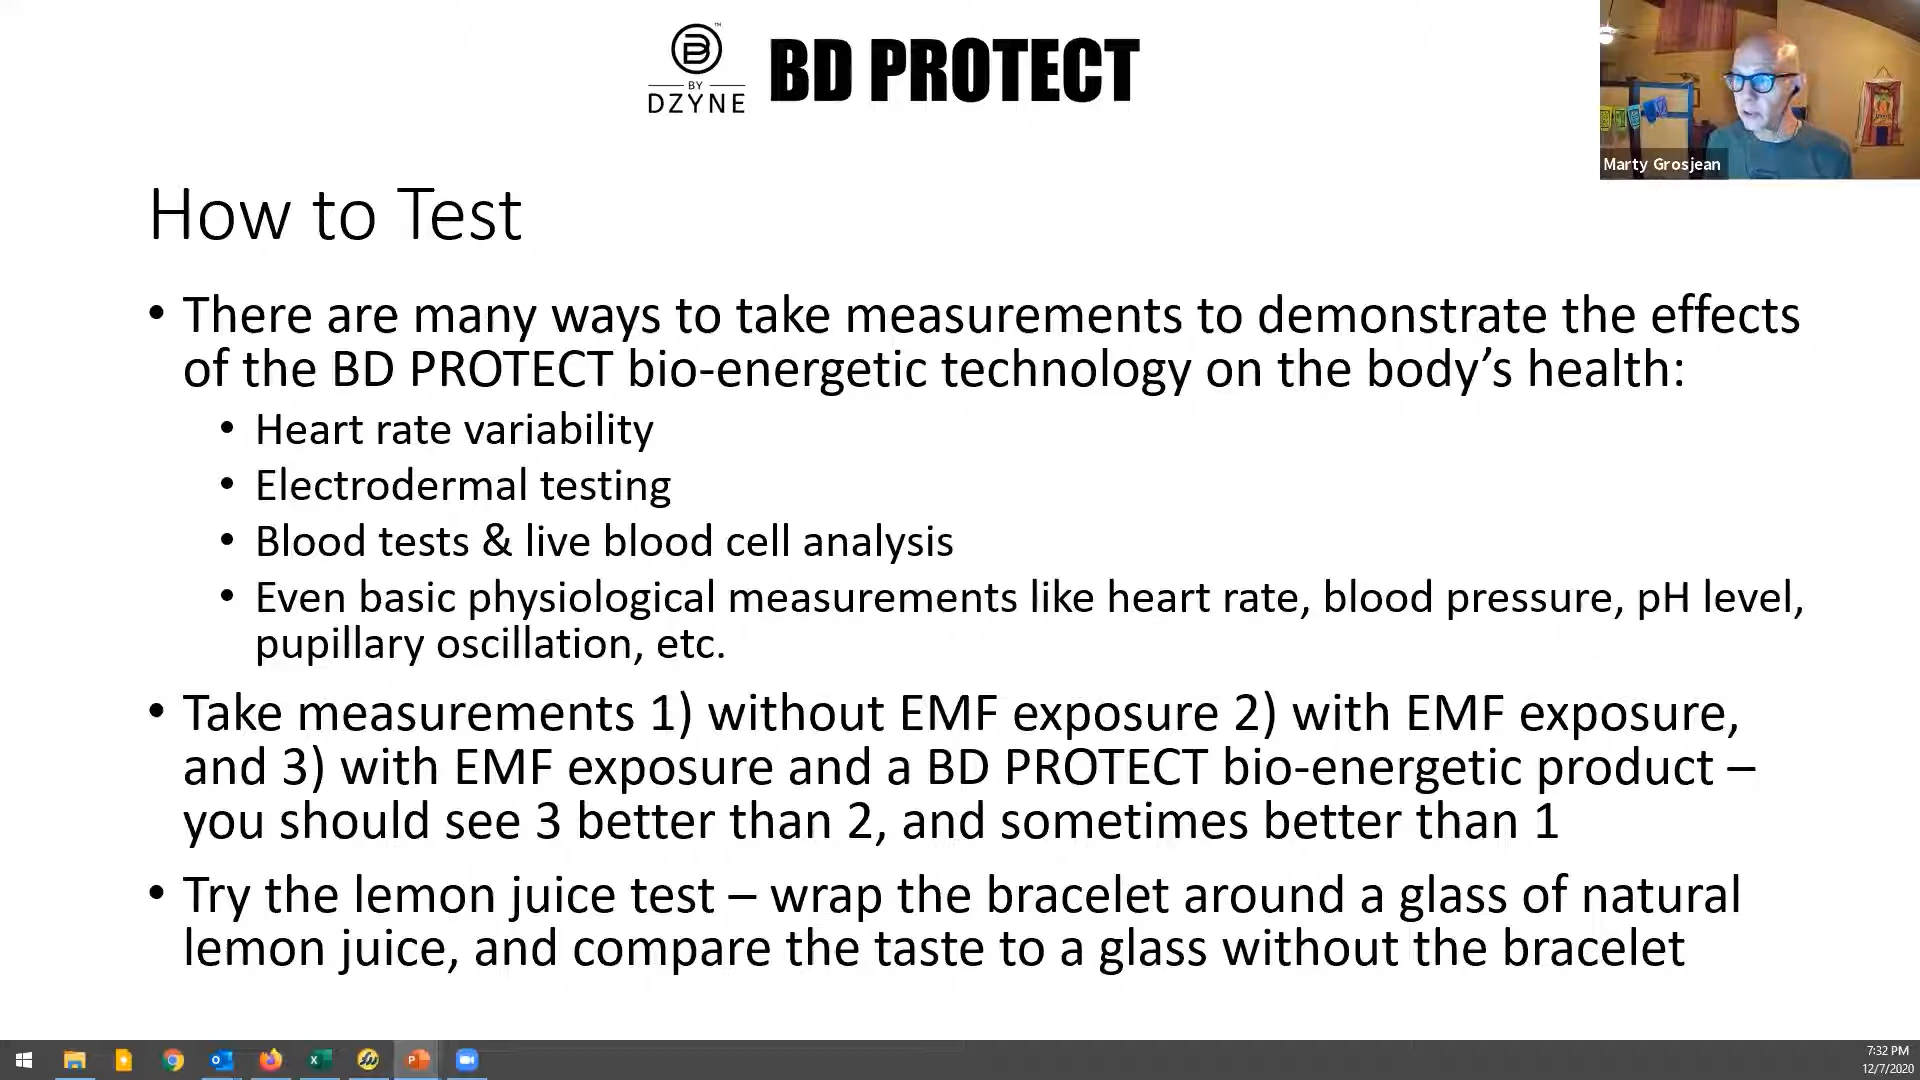 B
™
BY
DZYNE
BD PROTECT
Marty Grosjean
How to Test
• There are many ways to take measurements to demonstrate the effects
of the BD PROTECT bio-energetic technology on the body’s health:
• Heart rate variability
• Electrodermal testing
• Blood tests & live blood cell analysis
• Even basic physiological measurements like heart rate, blood pressure, pH level,
pupillary oscillation, etc.
• Take measurements 1) without EMF exposure 2) with EMF exposure,
and 3) with EMF exposure and a BD PROTECT bio-energetic product –
you should see 3 better than 2, and sometimes better than 1
• Try the lemon juice test – wrap the bracelet around a glass of natural
lemon juice, and compare the taste to a glass without the bracelet
7:32 PM
12/7/2020